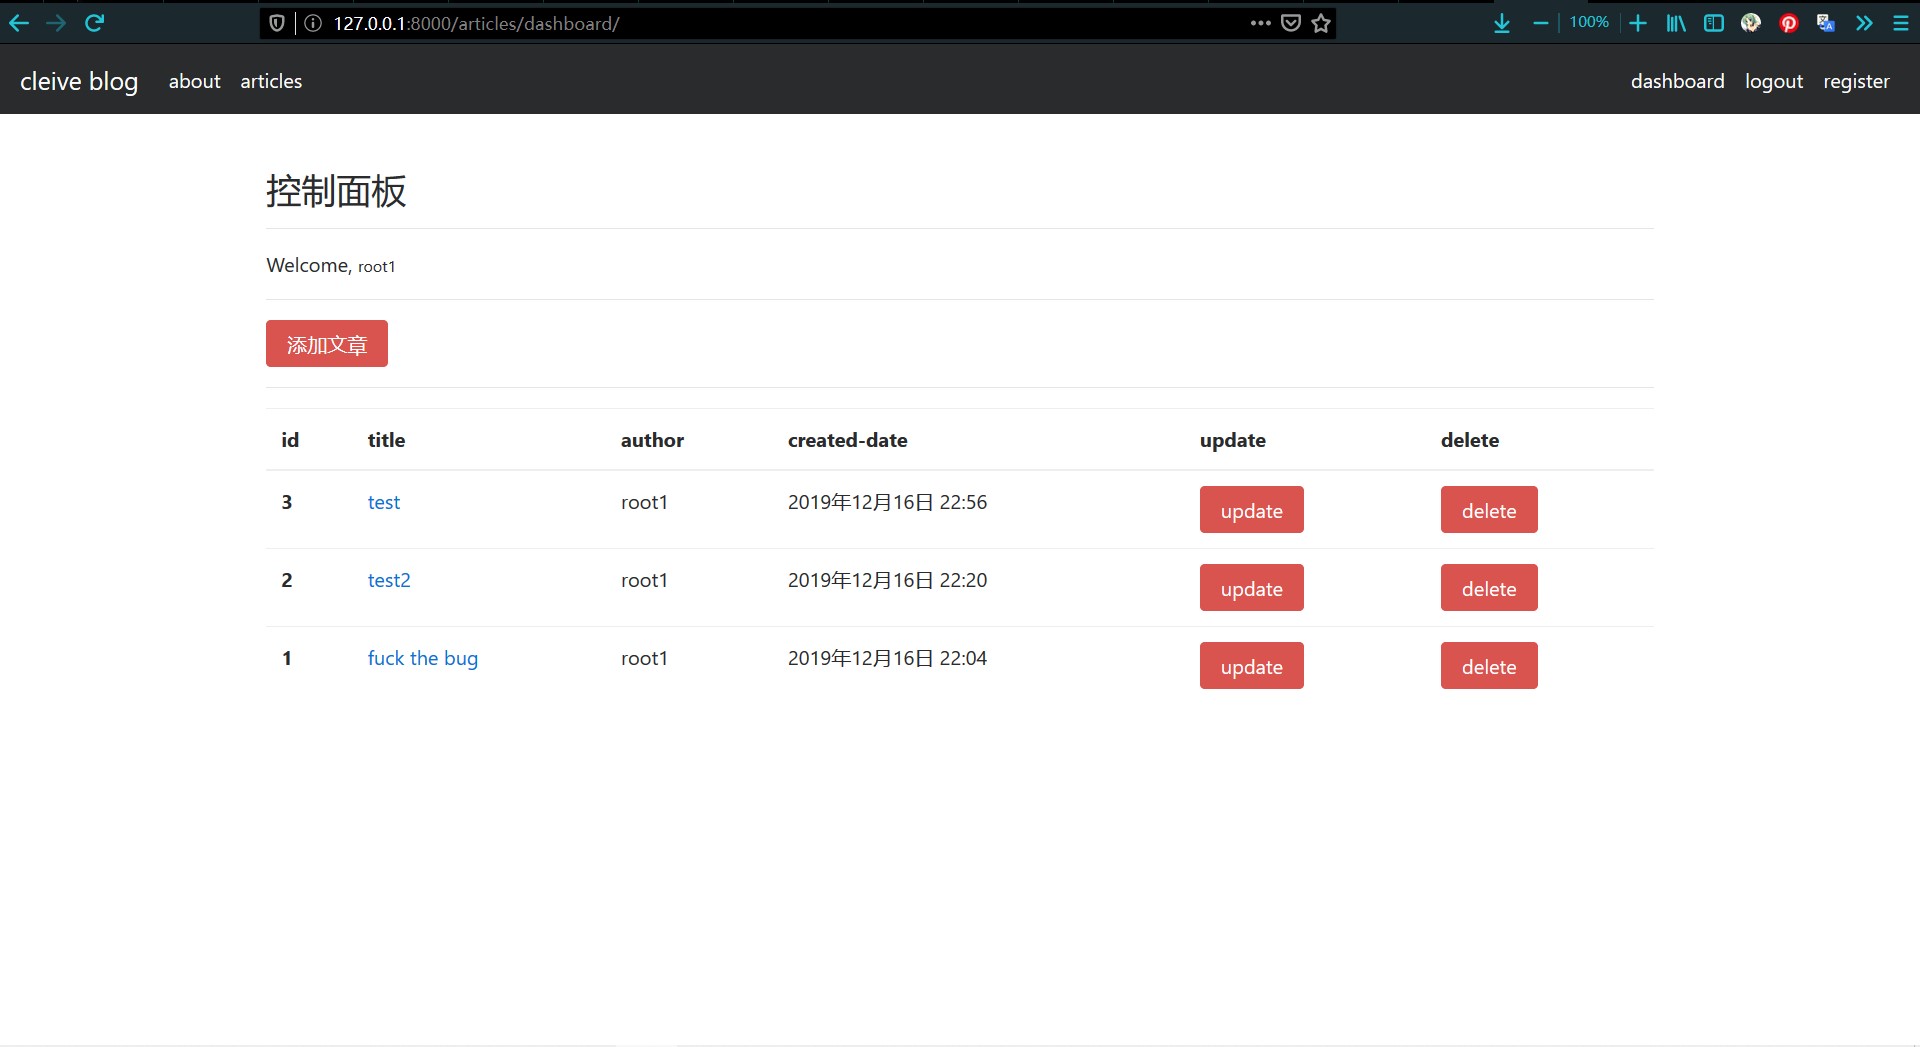 127.0.0.1:8000/articles/dashboard/
100%
cleive blog about articles dashboard logout register
控制面板
Welcome, root1
添加文章
id title author created-date update delete
3 test root1 2019年12月16日 22:56 update delete
2 test2 root1 2019年12月16日 22:20 update delete
1 fuck the bug root1 2019年12月16日 22:04 update delete